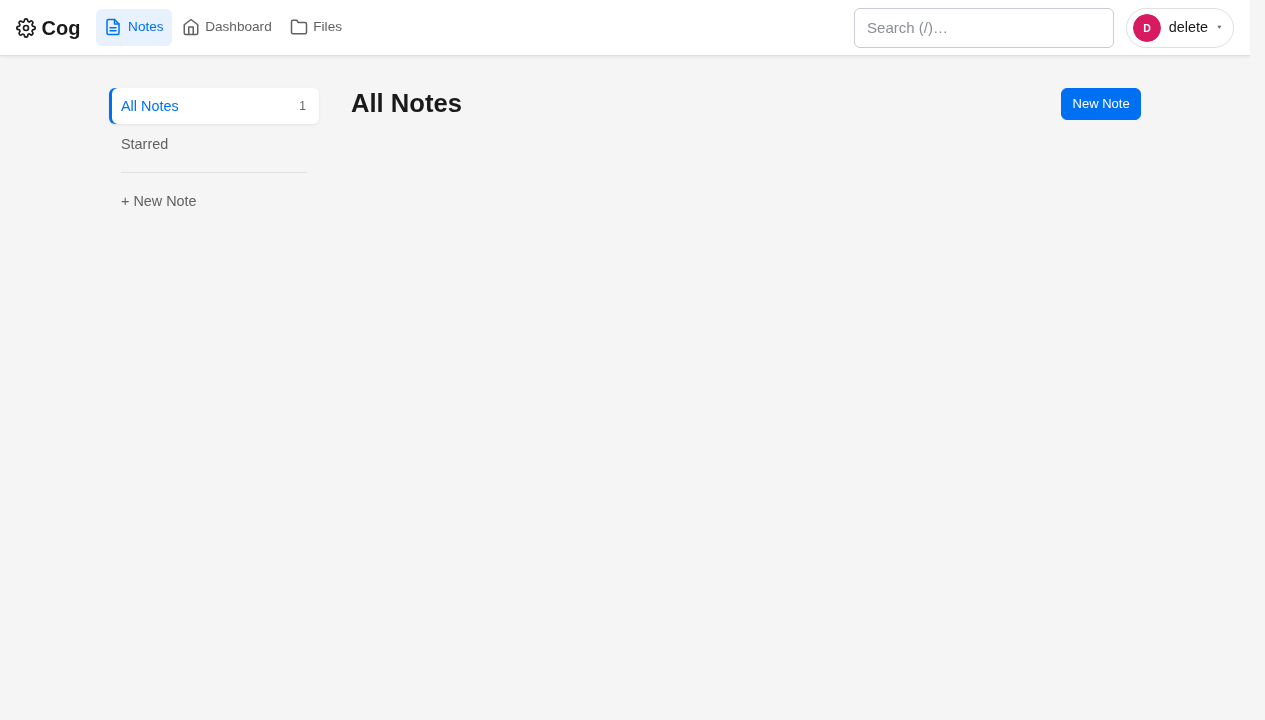 Cog
Notes
Dashboard
Files
Search (/)…
D
delete
All Notes
1
Starred
+ New Note
All Notes
New Note